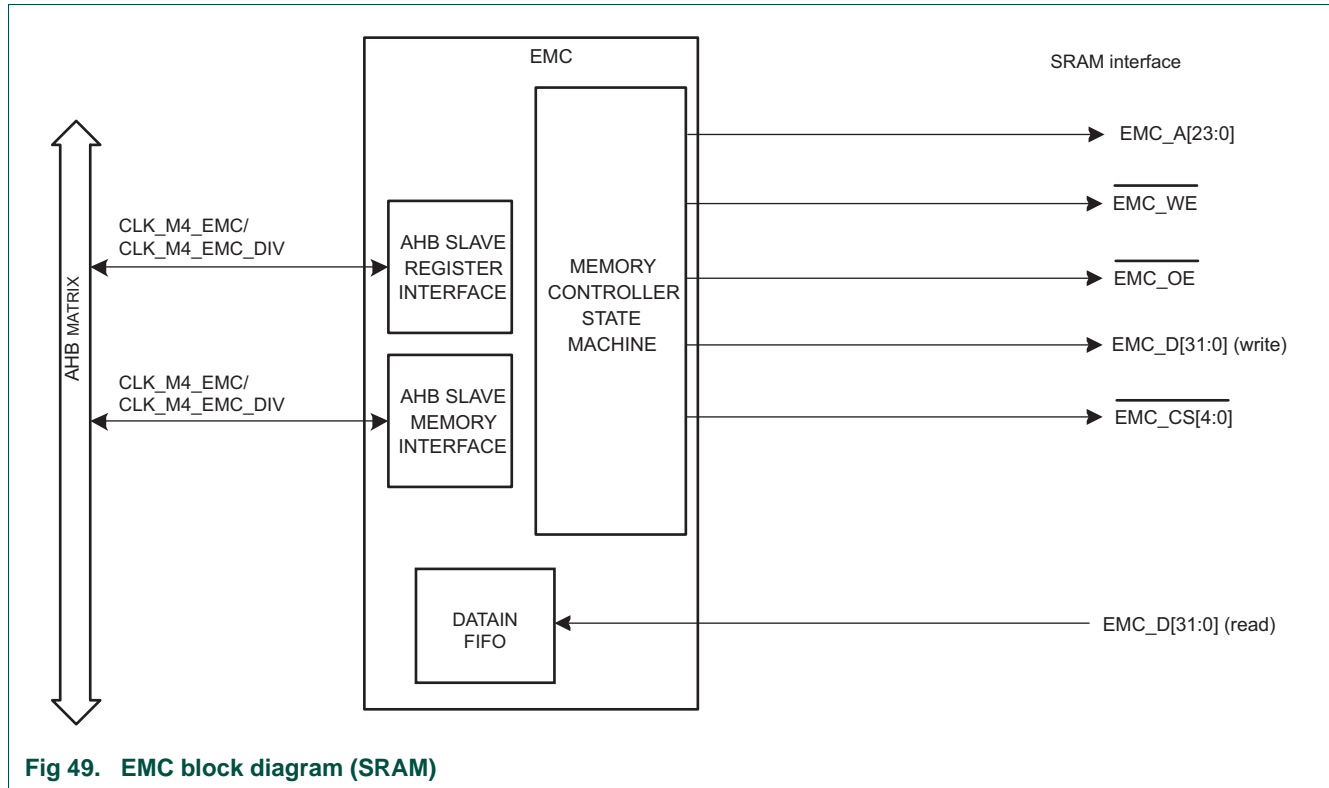 EMC
SRAM interface
AHB MATRIX
CLK_M4_EMC/
CLK_M4_EMC_DIV
CLK_M4_EMC/
CLK_M4_EMC_DIV
AHB SLAVE
REGISTER
INTERFACE
AHB SLAVE
MEMORY
INTERFACE
MEMORY
CONTROLLER
STATE
MACHINE
DATAIN
FIFO
EMC_A[23:0]
EMC_WE
EMC_OE
EMC_D[31:0] (write)
EMC_CS[4:0]
EMC_D[31:0] (read)
Fig 49. EMC block diagram (SRAM)